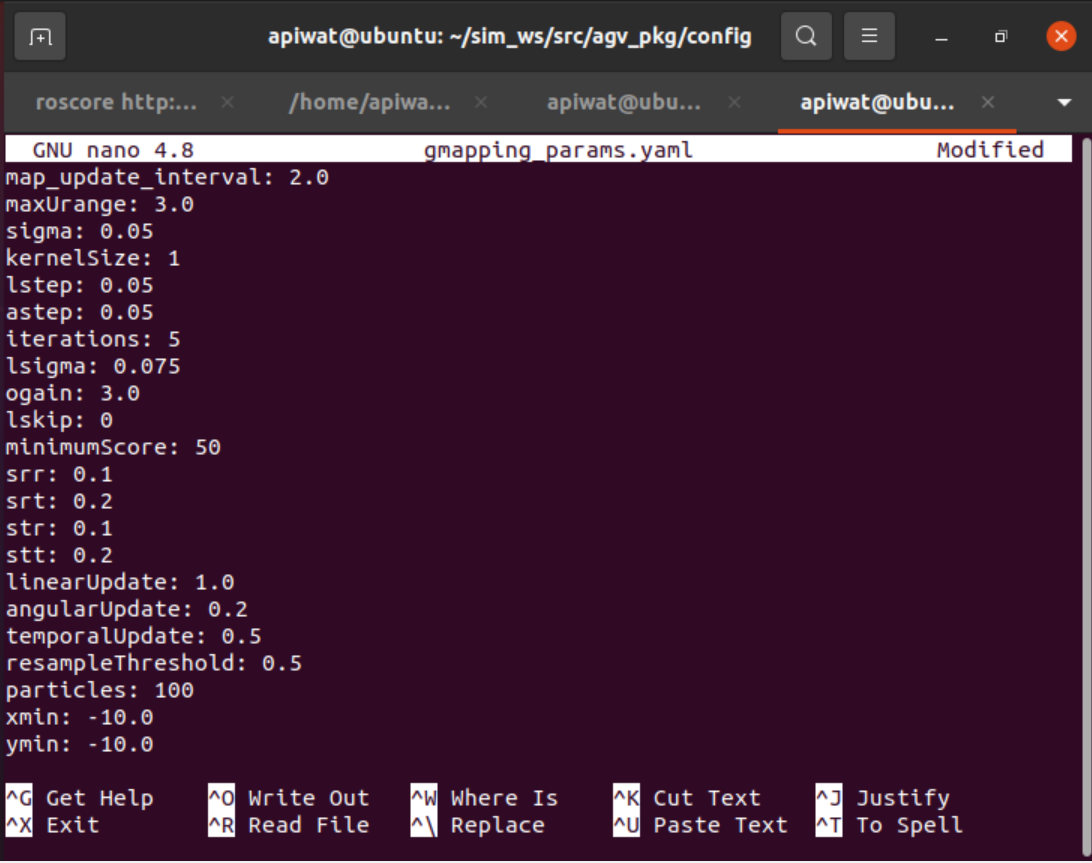 apiwat@ubuntu: ~/sim_ws/src/agv_pkg/config
roscore http:... × /home/apiwa... × apiwat@ubu... × apiwat@ubu... ×
GNU nano 4.8 gmapping_params.yaml Modified
map_update_interval: 2.0
maxUrange: 3.0
sigma: 0.05
kernelSize: 1
lstep: 0.05
astep: 0.05
iterations: 5
lsigma: 0.075
ogain: 3.0
lskip: 0
minimumScore: 50
srr: 0.1
srt: 0.2
str: 0.1
stt: 0.2
linearUpdate: 1.0
angularUpdate: 0.2
temporalUpdate: 0.5
resampleThreshold: 0.5
particles: 100
xmin: -10.0
ymin: -10.0
^G Get Help ^O Write Out ^W Where Is ^K Cut Text ^J Justify
^X Exit ^R Read File ^\ Replace ^U Paste Text ^T To Spell